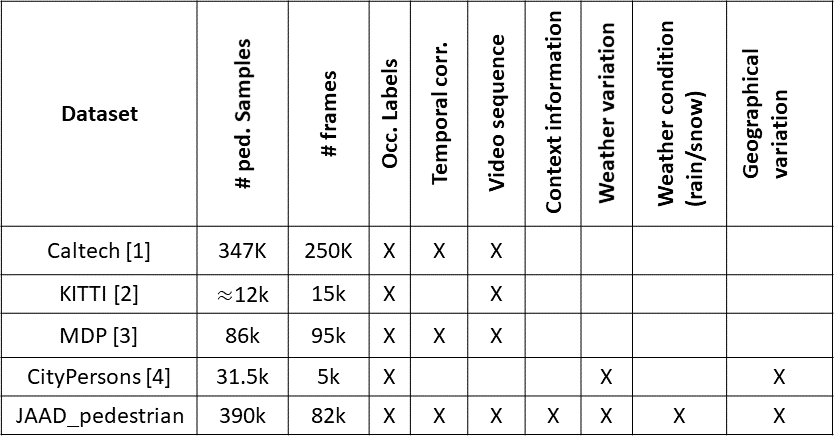 Dataset # ped. Samples # frames Occ. Labels Temporal corr. Video sequence Context information Weather variation Weather condition (rain/snow) Geographical variation
Caltech [1] 347K 250K X X X
KITTI [2] ≈12k 15k X X
MDP [3] 86k 95k X X X
CityPersons [4] 31.5k 5k X X X
JAAD_pedestrian 390k 82k X X X X X X X